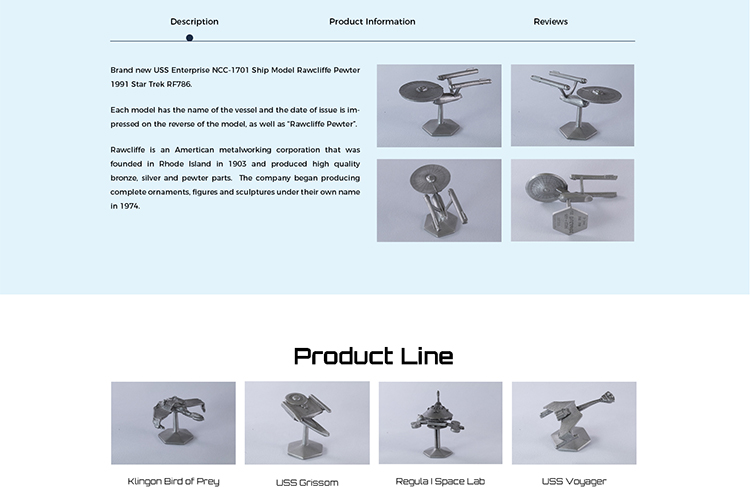 Description
Product Information
Reviews
Brand new USS Enterprise NCC-1701 Ship Model Rawcliffe Pewter
1991 Star Trek RF786.
Each model has the name of the vessel and the date of issue is im-
pressed on the reverse of the model, as well as "Rawcliffe Pewter".
Rawcliffe is an Amertican metalworking corporation that was
founded in Rhode Island in 1903 and produced high quality
bronze, silver and pewter parts. The company began producing
complete ornaments, figures and sculptures under their own name
in 1974.
Product Line
Klingon Bird of Prey
USS Grissom
Regula I Space Lab
USS Voyager